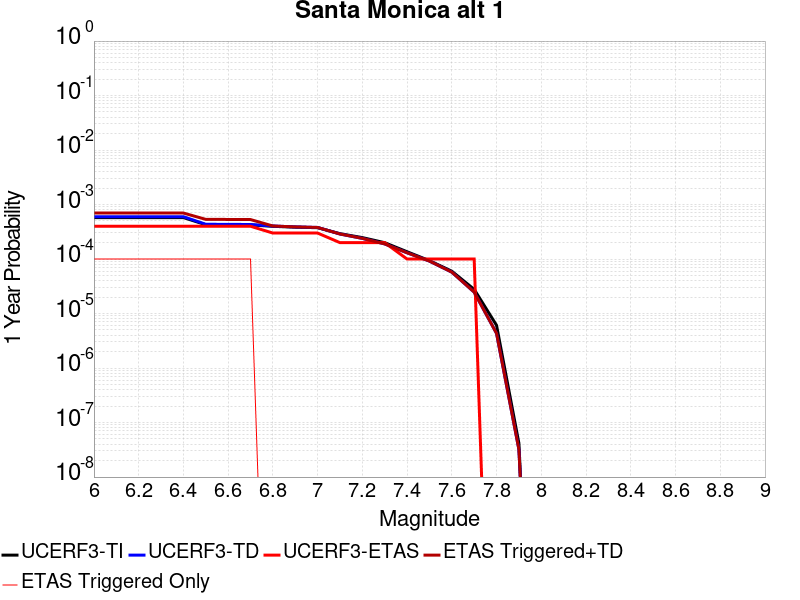 Santa Monica alt 1
10^0
10^-1
10^-2
10^-3
10^-4
10^-5
10^-6
10^-7
10^-8
1 Year Probability
6 6.2 6.4 6.6 6.8 7 7.2 7.4 7.6 7.8 8 8.2 8.4 8.6 8.8 9
Magnitude
UCERF3-TI UCERF3-TD UCERF3-ETAS ETAS Triggered+TD
ETAS Triggered Only